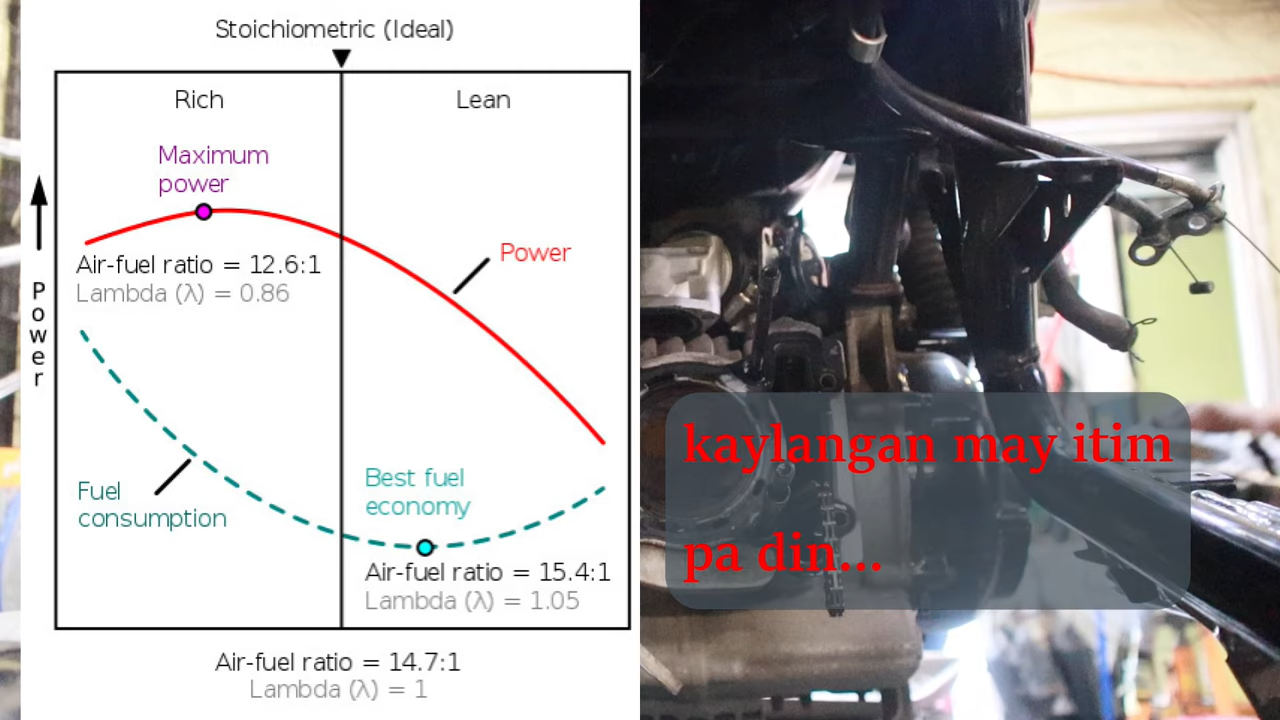 Stoichiometric (Ideal)
Rich
Lean
Maximum
power
Air-fuel ratio = 12.6:1
Lambda (λ) = 0.86
Power
Power
Fuel
consumption
Best fuel
economy
Air-fuel ratio = 15.4:1
Lambda (λ) = 1.05
Air-fuel ratio = 14.7:1
Lambda (λ) = 1
kaylangan may itim
pa din...